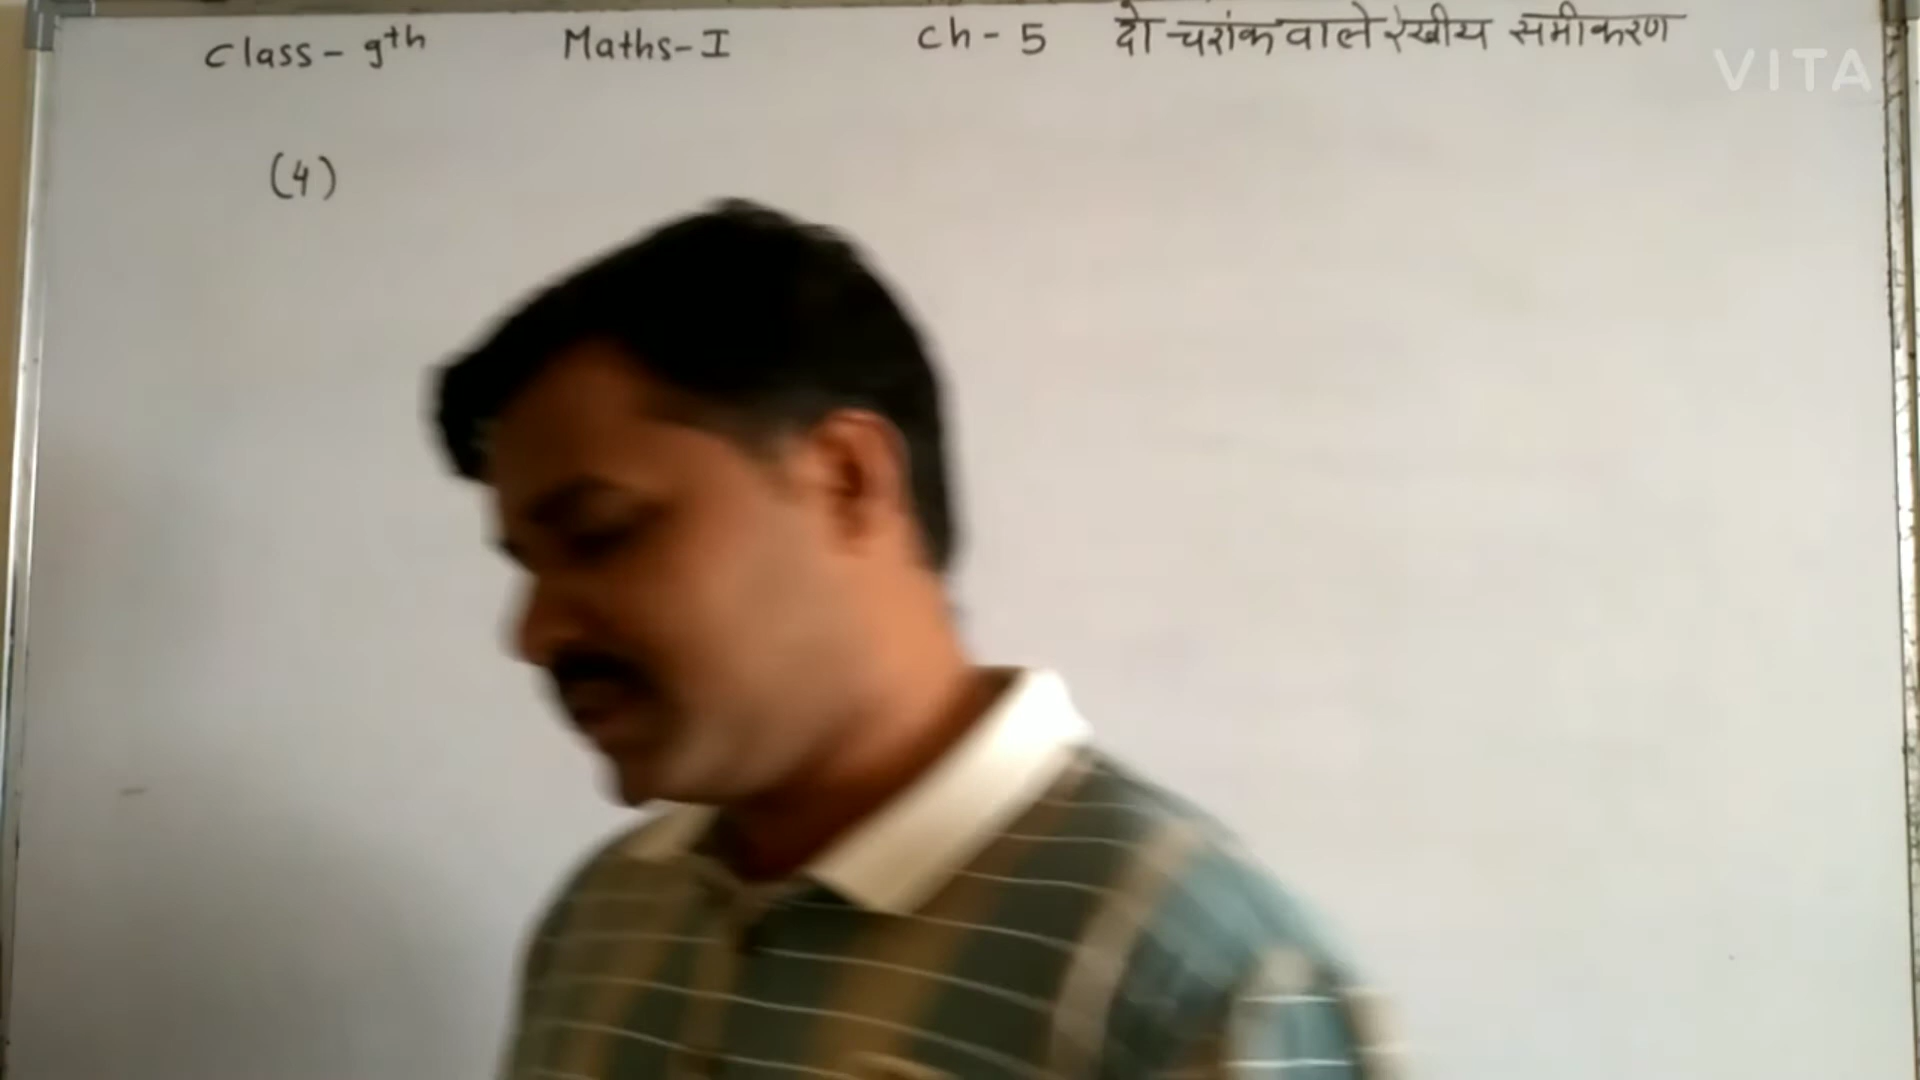 Class - 9th Maths-I Ch - 5 दो चरांक वाले रेखीय समीकरण
VITA
(4)